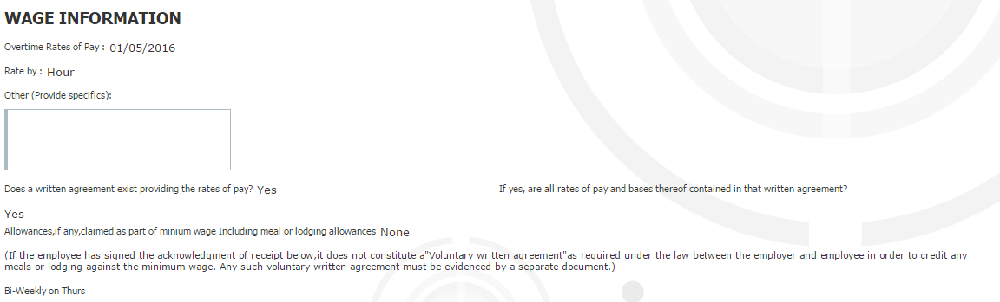 WAGE INFORMATION
Overtime Rates of Pay : 01/05/2016
Rate by : Hour
Other (Provide specifics):
Does a written agreement exist providing the rates of pay? Yes If yes, are all rates of pay and bases thereof contained in that written agreement?
Yes
Allowances,if any,claimed as part of minium wage Including meal or lodging allowances None
(If the employee has signed the acknowledgment of receipt below,it does not constitute a"Voluntary written agreement"as required under the law between the employer and employee in order to credit any
meals or lodging against the minimum wage. Any such voluntary written agreement must be evidenced by a separate document.)
Bi-Weekly on Thurs